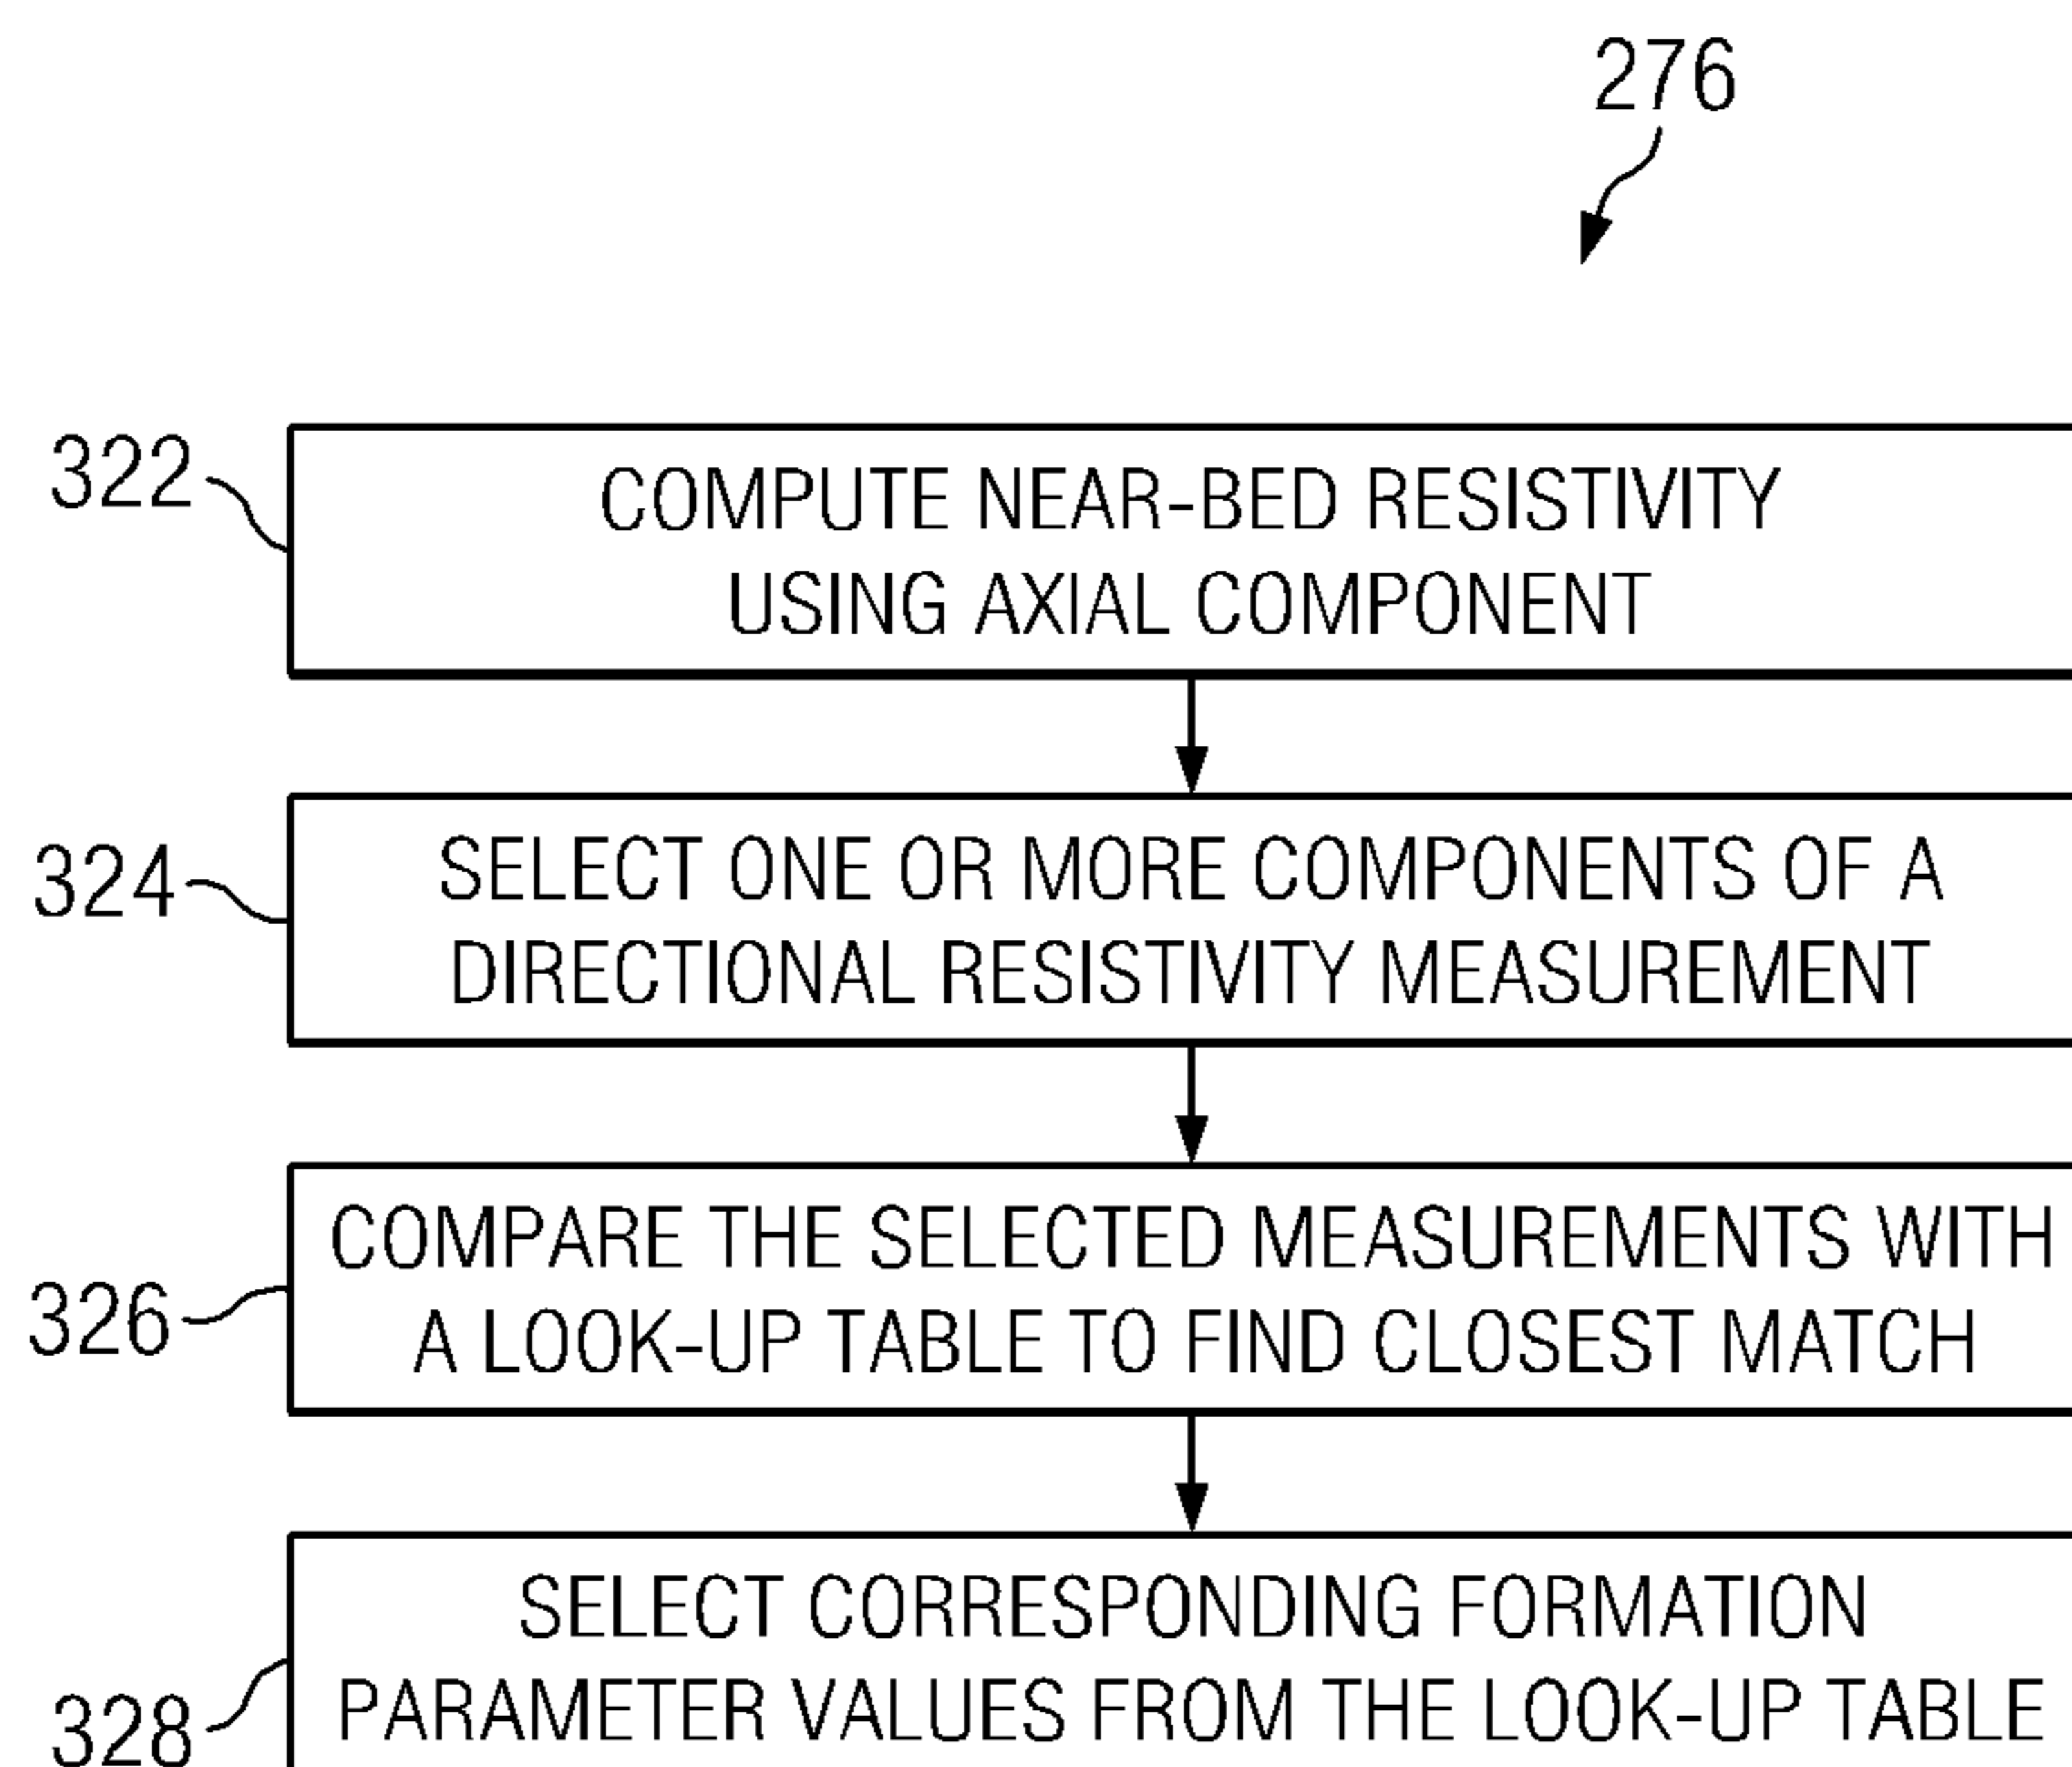 276
322
COMPUTE NEAR-BED RESISTIVITY
USING AXIAL COMPONENT
324
SELECT ONE OR MORE COMPONENTS OF A
DIRECTIONAL RESISTIVITY MEASUREMENT
326
COMPARE THE SELECTED MEASUREMENTS WITH
A LOOK-UP TABLE TO FIND CLOSEST MATCH
328
SELECT CORRESPONDING FORMATION
PARAMETER VALUES FROM THE LOOK-UP TABLE